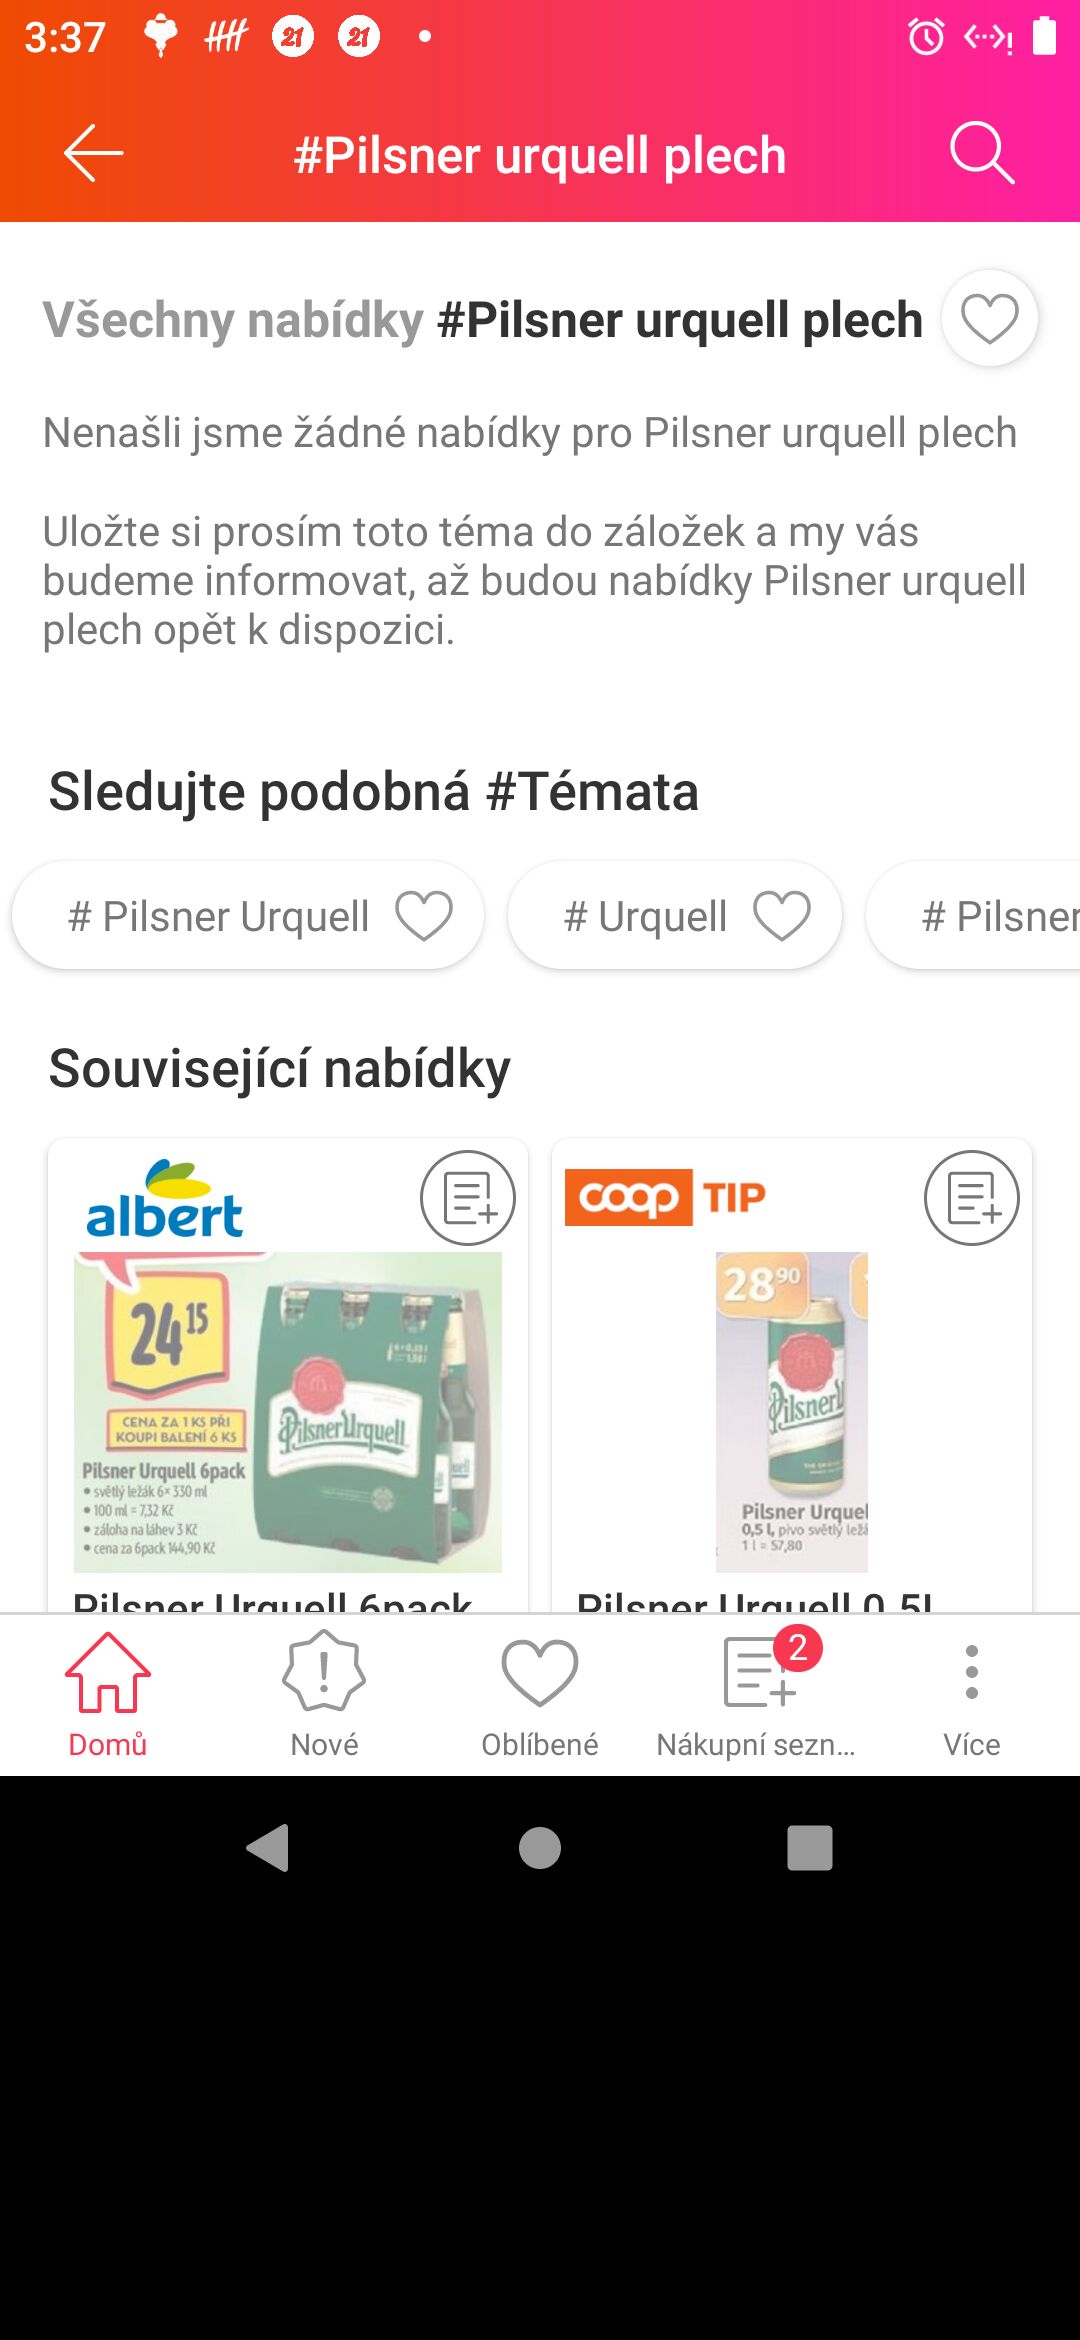 3:37
21 21
#Pilsner urquell plech
Všechny nabídky #Pilsner urquell plech
Nenašli jsme žádné nabídky pro Pilsner urquell plech
Uložte si prosím toto téma do záložek a my vás
budeme informovat, až budou nabídky Pilsner urquell
plech opět k dispozici.
Sledujte podobná #Témata
# Pilsner Urquell
# Urquell
# Pilsner
Související nabídky
albert
24 15
CENA ZA 1 KS PŘI
KOUPI BALENÍ 6 KS
Pilsner Urquell
Pilsner Urquell 6pack
• světlý ležák 6× 330 ml
• 100 ml = 7,32 Kč
• záloha na láhev 3 Kč
• cena za 6pack 144,90 Kč
Pilsner Urquell 6pack
coop TIP
28 90
Pilsner
Pilsner Urquel
0,5 l, pivo světlý ležá
1 l = 57,80
Pilsner Urquell 0,5l
2
Domů
Nové
Oblíbené
Nákupní sezn…
Více